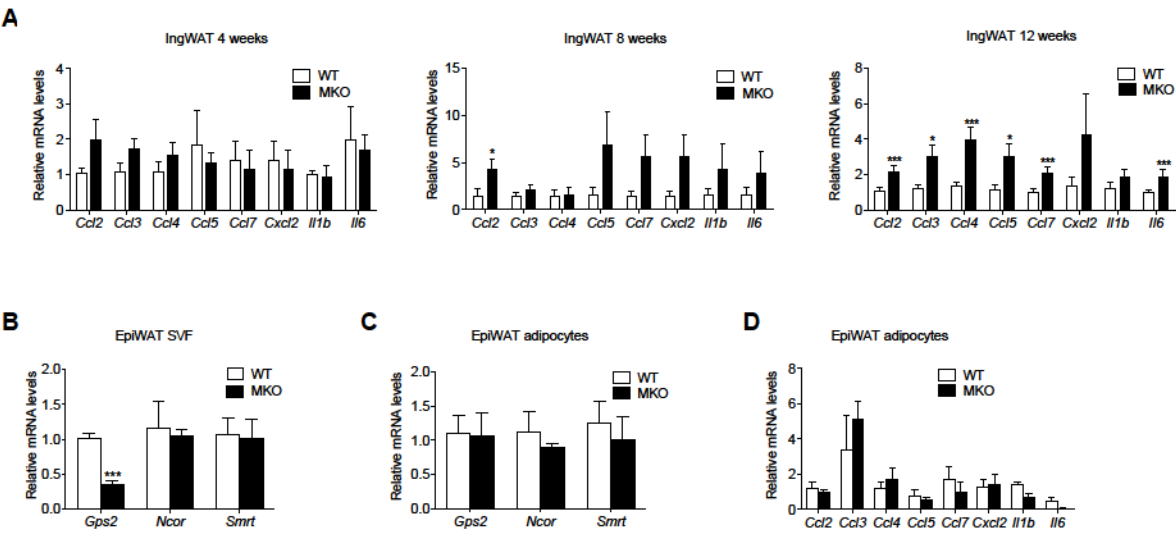 A
IngWAT 4 weeks
Relative mRNA levels
4
3
2
1
0
WT
MKO
Ccl2 Ccl3 Ccl4 Ccl5 Ccl7 Cxcl2 Il1b Il6
IngWAT 8 weeks
Relative mRNA levels
15
10
5
0
WT
MKO
*
Ccl2 Ccl3 Ccl4 Ccl5 Ccl7 Cxcl2 Il1b Il6
IngWAT 12 weeks
Relative mRNA levels
8
6
4
2
0
WT
MKO
*** * *** * *** ***
Ccl2 Ccl3 Ccl4 Ccl5 Ccl7 Cxcl2 Il1b Il6
B
EpiWAT SVF
Relative mRNA levels
2.0
1.5
1.0
0.5
0.0
WT
MKO
***
Gps2 Ncor Smrt
C
EpiWAT adipocytes
Relative mRNA levels
2.0
1.5
1.0
0.5
0.0
WT
MKO
Gps2 Ncor Smrt
D
EpiWAT adipocytes
Relative mRNA levels
8
6
4
2
0
WT
MKO
Ccl2 Ccl3 Ccl4 Ccl5 Ccl7 Cxcl2 Il1b Il6